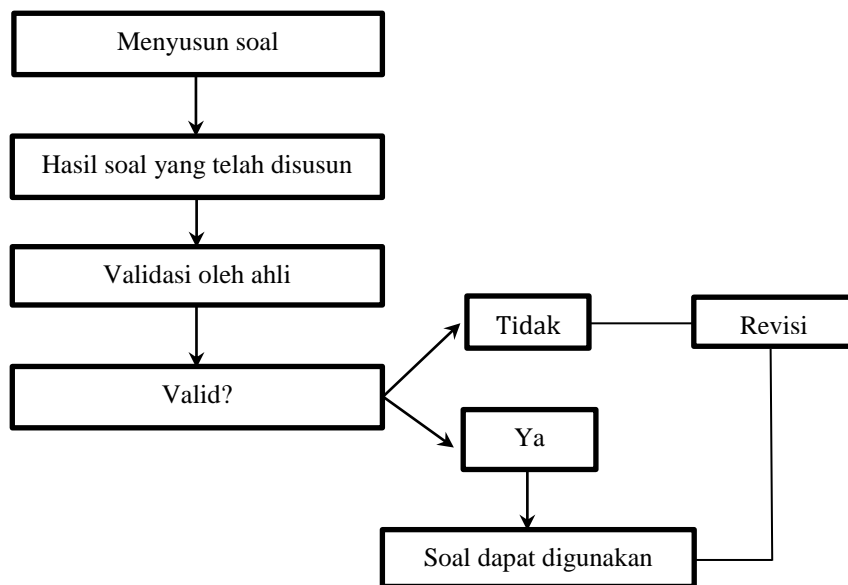 Menyusun soal
Hasil soal yang telah disusun
Validasi oleh ahli
Tidak
Revisi
Valid?
Ya
Soal dapat digunakan